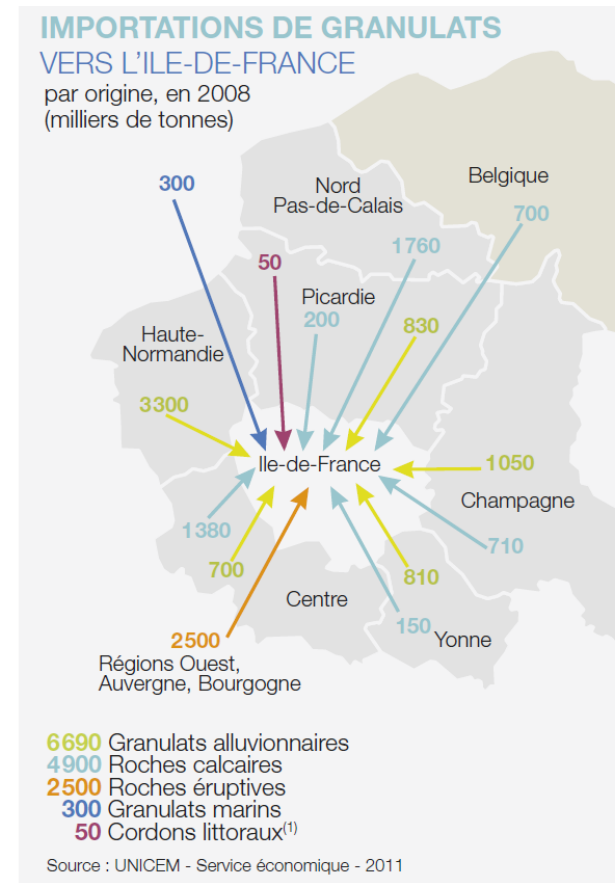 IMPORTATIONS DE GRANULATS
VERS L'ILE-DE-FRANCE
par origine, en 2008
(milliers de tonnes)
300
Nord
Pas-de-Calais
Belgique
700
50
1760
Picardie
200
830
Haute-
Normandie
3300
Ile-de-France
1050
Champagne
1380
710
700
810
Centre
150
Yonne
2500
Régions Ouest,
Auvergne, Bourgogne
6690 Granulats alluvionnaires
4900 Roches calcaires
2500 Roches éruptives
300 Granulats marins
50 Cordons littoraux(1)
Source : UNICEM - Service économique - 2011